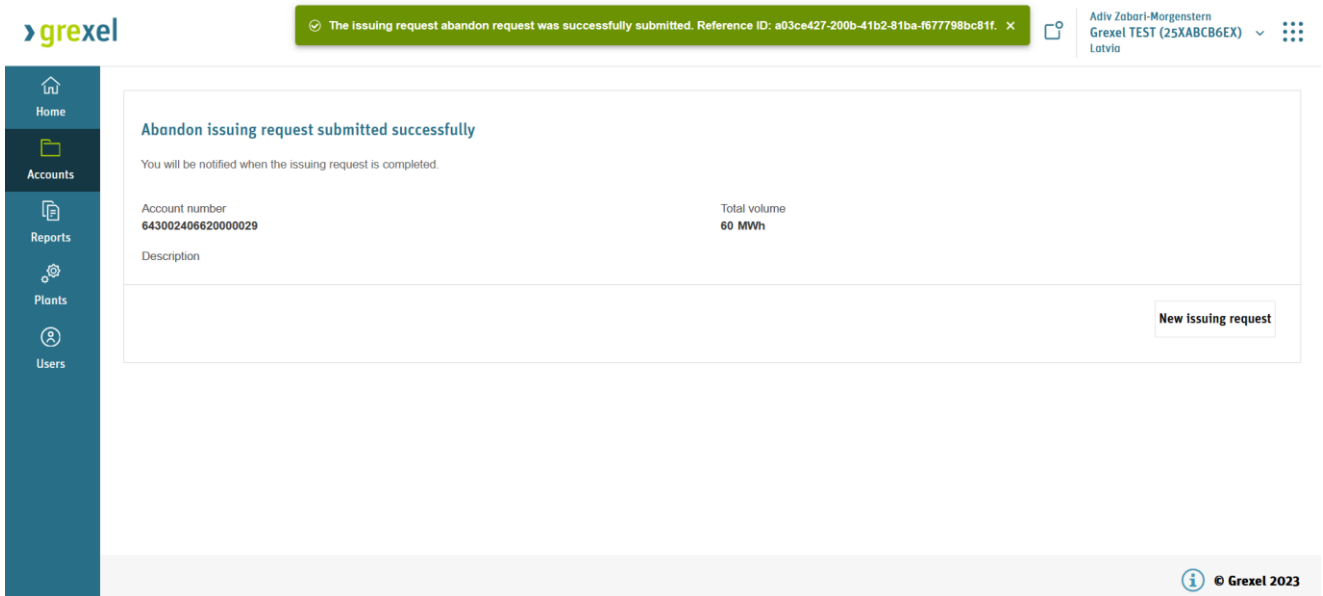 grexel
The issuing request abandon request was successfully submitted. Reference ID: a03ce427-200b-41b2-81ba-f677798bc81f.
Adiv Zabari-Morgenstern
Grexel TEST (25XABCB6EX)
Latvia
Home
Accounts
Reports
Plants
Users
Abandon issuing request submitted successfully
You will be notified when the issuing request is completed.
Account number
643002406620000029
Total volume
60 MWh
Description
New issuing request
© Grexel 2023